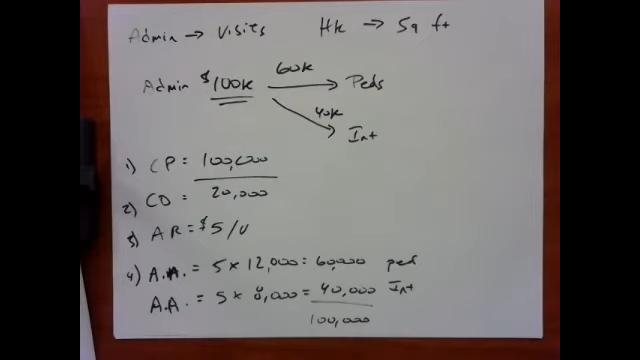 Admin → Visits   HK → Sq ft
60k
Admin $100k → Peds
40k
Int
1) CP = 100,000
2) CD = 20,000
3) AR = $5/V
4) A.A. = 5 × 12,000 = 60,000 ped
A.A. = 5 × 8,000 = 40,000 Int
100,000